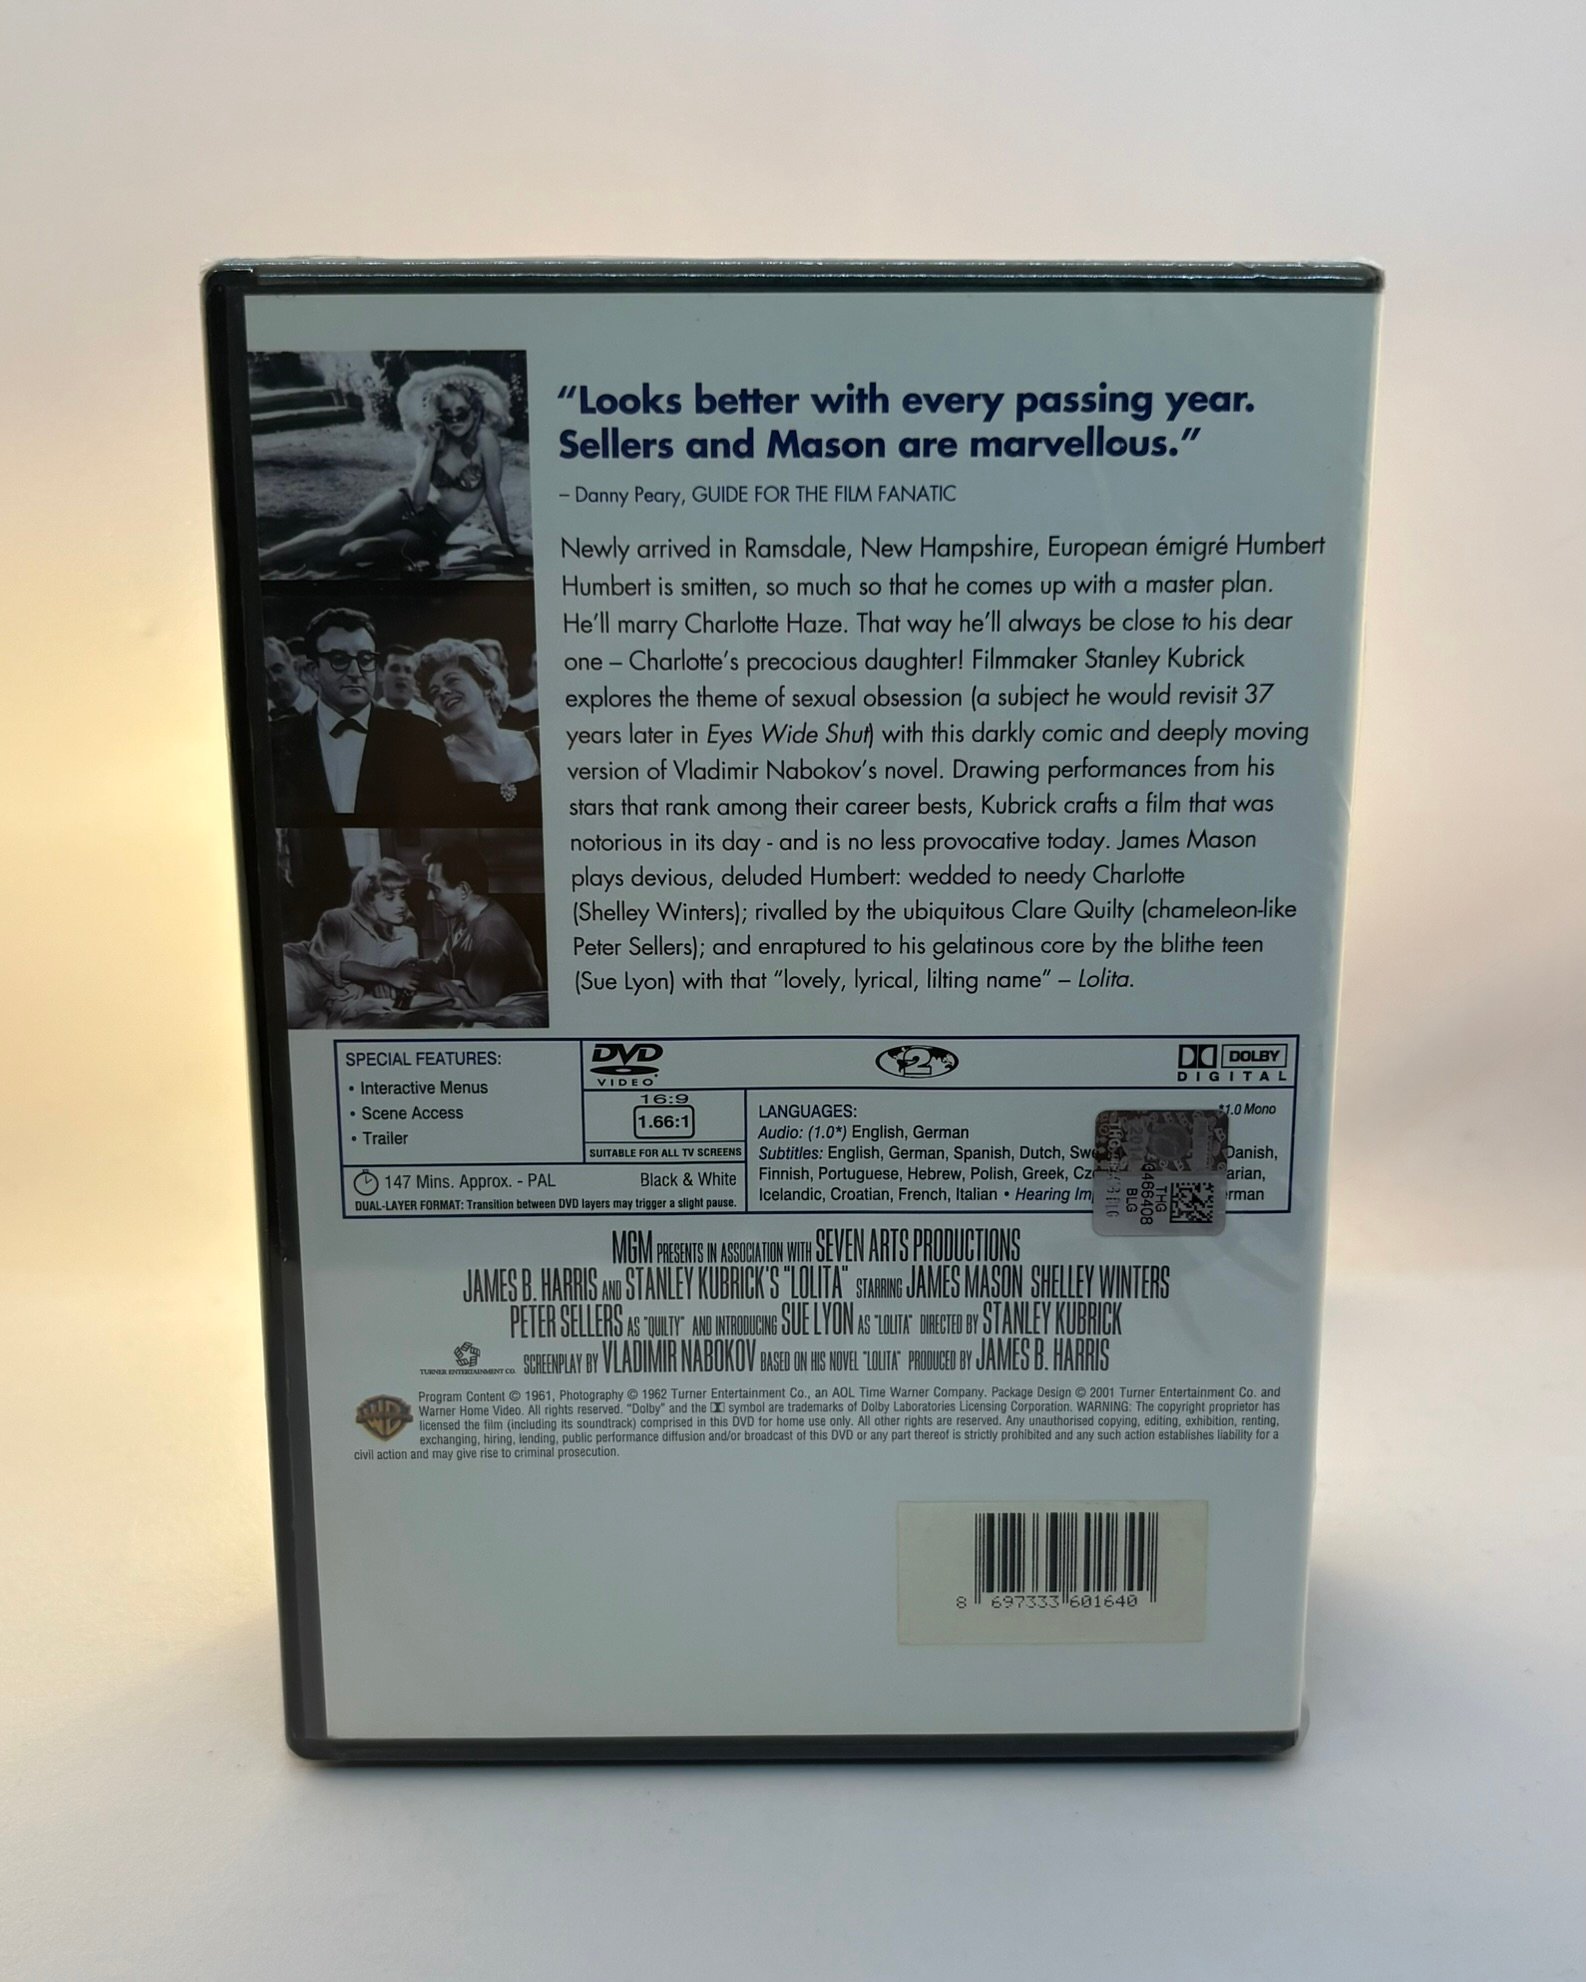 “Looks better with every passing year.
Sellers and Mason are marvellous.”
– Danny Peary, GUIDE FOR THE FILM FANATIC
Newly arrived in Ramsdale, New Hampshire, European émigré Humbert
Humbert is smitten, so much so that he comes up with a master plan.
He’ll marry Charlotte Haze. That way he’ll always be close to his dear
one – Charlotte’s precocious daughter! Filmmaker Stanley Kubrick
explores the theme of sexual obsession (a subject he would revisit 37
years later in Eyes Wide Shut) with this darkly comic and deeply moving
version of Vladimir Nabokov’s novel. Drawing performances from his
stars that rank among their career bests, Kubrick crafts a film that was
notorious in its day - and is no less provocative today. James Mason
plays devious, deluded Humbert: wedded to needy Charlotte
(Shelley Winters); rivalled by the ubiquitous Clare Quilty (chameleon-like
Peter Sellers); and enraptured to his gelatinous core by the blithe teen
(Sue Lyon) with that “lovely, lyrical, lilting name” – Lolita.
SPECIAL FEATURES:
• Interactive Menus
• Scene Access
• Trailer
147 Mins. Approx. - PAL Black & White
DUAL-LAYER FORMAT: Transition between DVD layers may trigger a slight pause.
DVD
VIDEO
16:9
1.66:1
SUITABLE FOR ALL TV SCREENS
2
DOLBY
DIGITAL
LANGUAGES: *1.0 Mono
Audio: (1.0*) English, German
Subtitles: English, German, Spanish, Dutch, Danish,
Finnish, Portuguese, Hebrew, Polish, Greek,
Icelandic, Croatian, French, Italian • Hearing
THG
BLG
G466408
MGM PRESENTS IN ASSOCIATION WITH SEVEN ARTS PRODUCTIONS
JAMES B. HARRIS AND STANLEY KUBRICK'S "LOLITA" STARRING JAMES MASON SHELLEY WINTERS
PETER SELLERS AS "QUILTY" AND INTRODUCING SUE LYON AS "LOLITA" DIRECTED BY STANLEY KUBRICK
SCREENPLAY BY VLADIMIR NABOKOV BASED ON HIS NOVEL "LOLITA" PRODUCED BY JAMES B. HARRIS
TURNER ENTERTAINMENT CO.
Program Content © 1961, Photography © 1962 Turner Entertainment Co., an AOL Time Warner Company. Package Design © 2001 Turner Entertainment Co. and
Warner Home Video. All rights reserved. "Dolby" and the symbol are trademarks of Dolby Laboratories Licensing Corporation. WARNING: The copyright proprietor has
licensed the film (including its soundtrack) comprised in this DVD for home use only. All other rights are reserved. Any unauthorised copying, editing, exhibition, renting,
exchanging, hiring, lending, public performance diffusion and/or broadcast of this DVD or any part thereof is strictly prohibited and any such action establishes liability for a
civil action and may give rise to criminal prosecution.
8 697333 601640